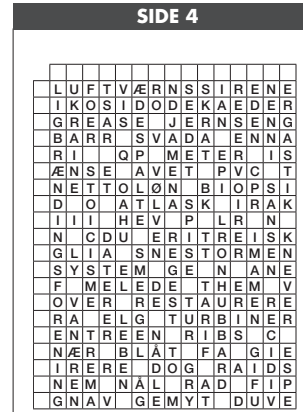 SIDE 4
LUFTVÆRNSSIRENE
IKOSIDODEKAEDER
GREASE JERNSENG
BARR SVADA ENNA
RI QP METER IS
ÆNSE AVET PVC T
NETTOLØN BIOPSI
D O ATLASK IRAK
III HEV P LR N
N CDU ERITREISK
GLIA SNESTORMEN
SYSTEM GE N ANE
F MELEDE THEM V
OVER RESTAURERE
RA ELG TURBINER
ENTREEN RIBS C
NÆR BLÅT FA GIE
IRERE DOG RAIDS
NEM NÅL RAD FIP
GNAV GEMYT DUVE